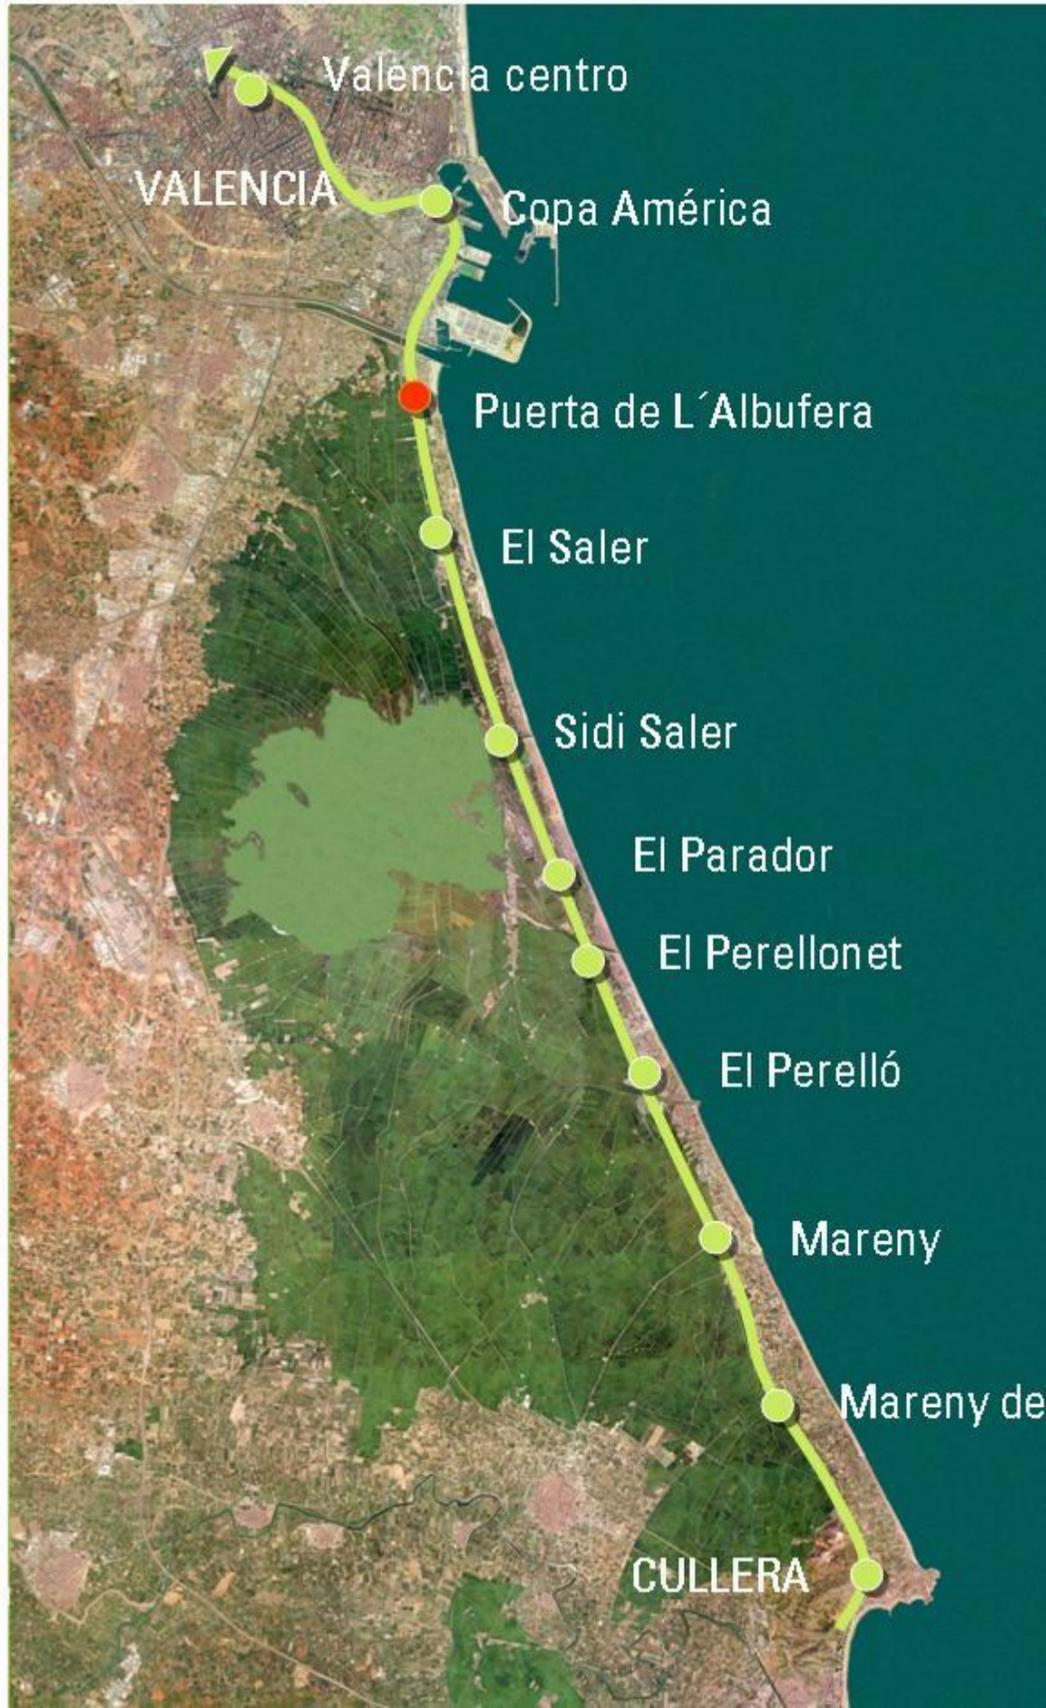 Valencia centro
VALENCIA
Copa América
Puerta de L´Albufera
El Saler
Sidi Saler
El Parador
El Perellonet
El Perelló
Mareny
Mareny de
CULLERA